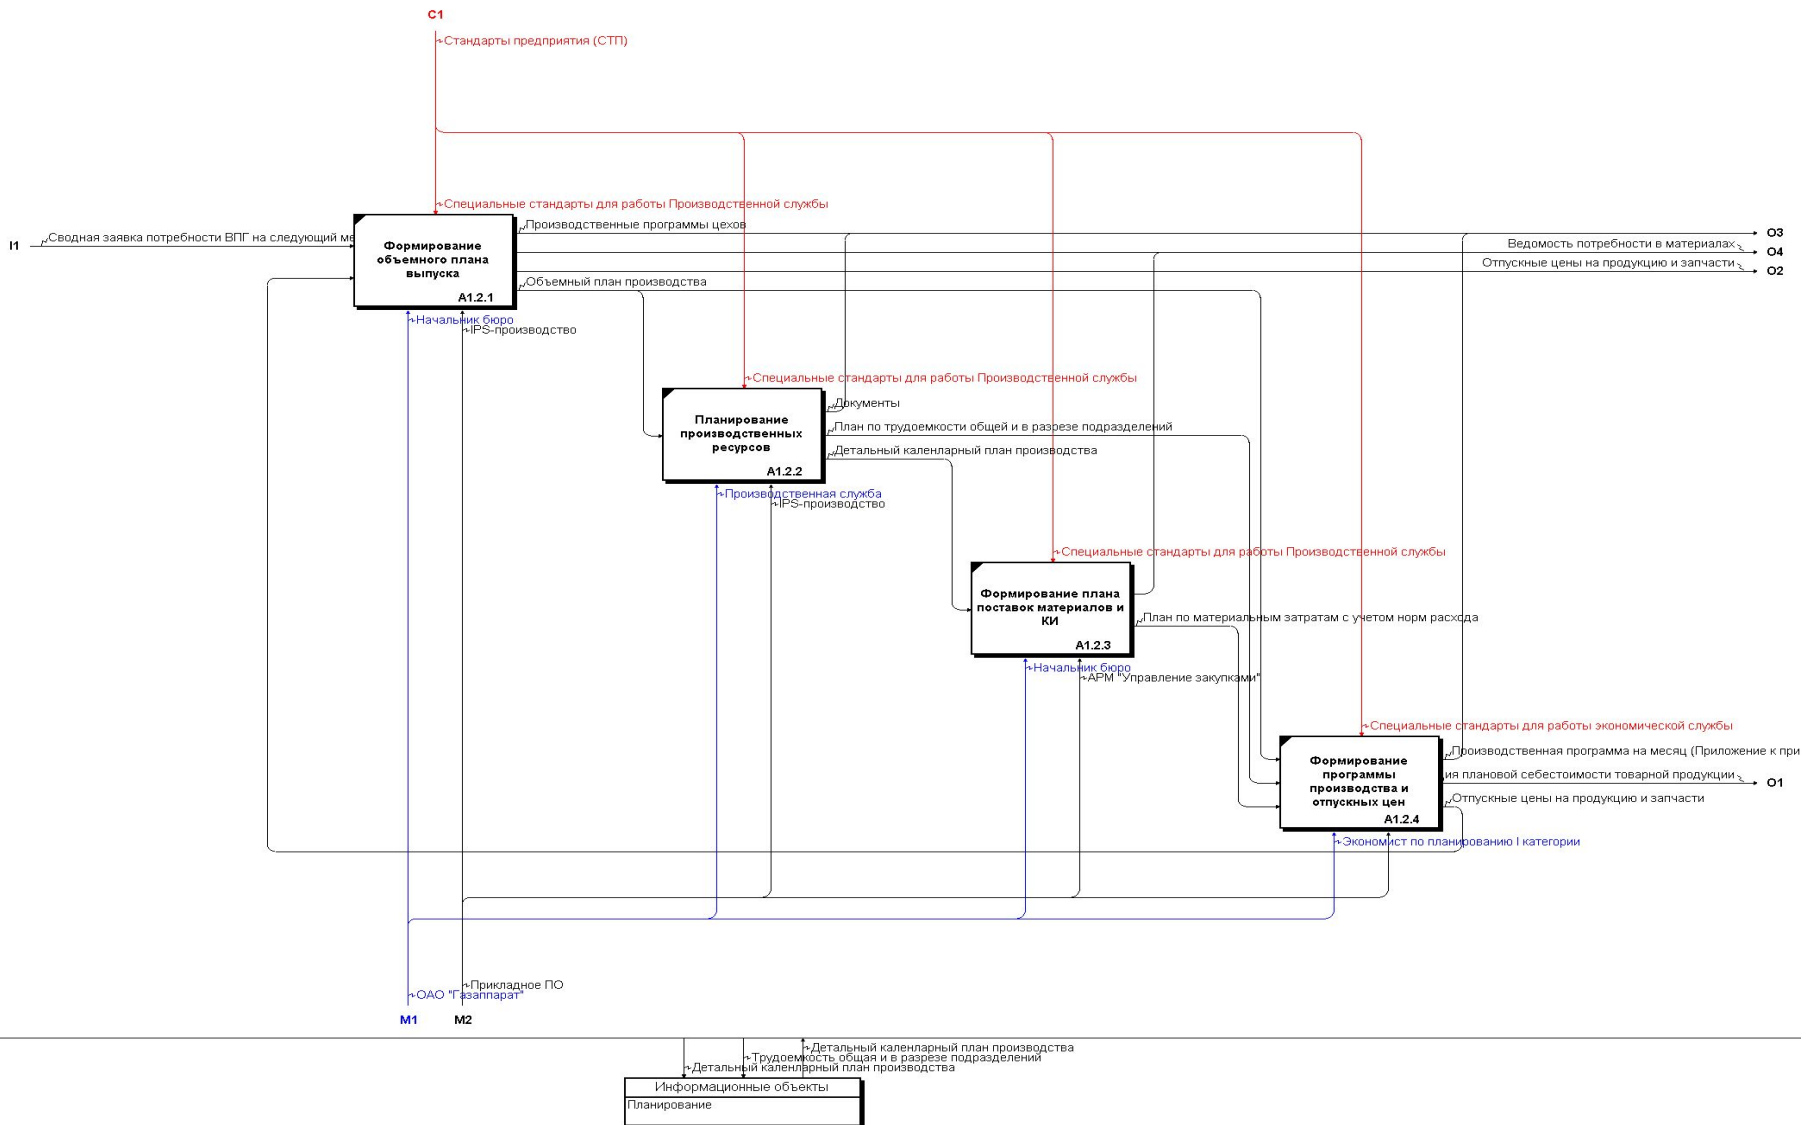 C1
Стандарты предприятия (СТП)
Специальные стандарты для работы Производственной службы
I1
Сводная заявка потребности ВПГ на следующий ме
Формирование
объемного плана
выпуска
A1.2.1
Производственные программы цехов
O3
Ведомость потребности в материалах
O4
Отпускные цены на продукцию и запчасти
O2
Объемный план производства
Начальник бюро
IPS-производство
Специальные стандарты для работы Производственной службы
Планирование
производственных
ресурсов
A1.2.2
Документы
План по трудоемкости общей и в разрезе подразделений
Детальный каленларный план производства
Производственная служба
IPS-производство
Специальные стандарты для работы Производственной службы
Формирование плана
поставок материалов и
КИ
A1.2.3
План по материальным затратам с учетом норм расхода
Начальник бюро
АРМ "Управление закупками"
Специальные стандарты для работы экономической службы
Формирование
программы
производства и
отпускных цен
A1.2.4
Производственная программа на месяц (Приложение к при
ия плановой себестоимости товарной продукции
O1
Отпускные цены на продукцию и запчасти
Экономист по планированию I категории
Прикладное ПО
ОАО "Газаппарат"
M1
M2
Детальный каленларный план производства
Трудоемкость общая и в разрезе подразделений
Детальный каленларный план производства
Информационные объекты
Планирование